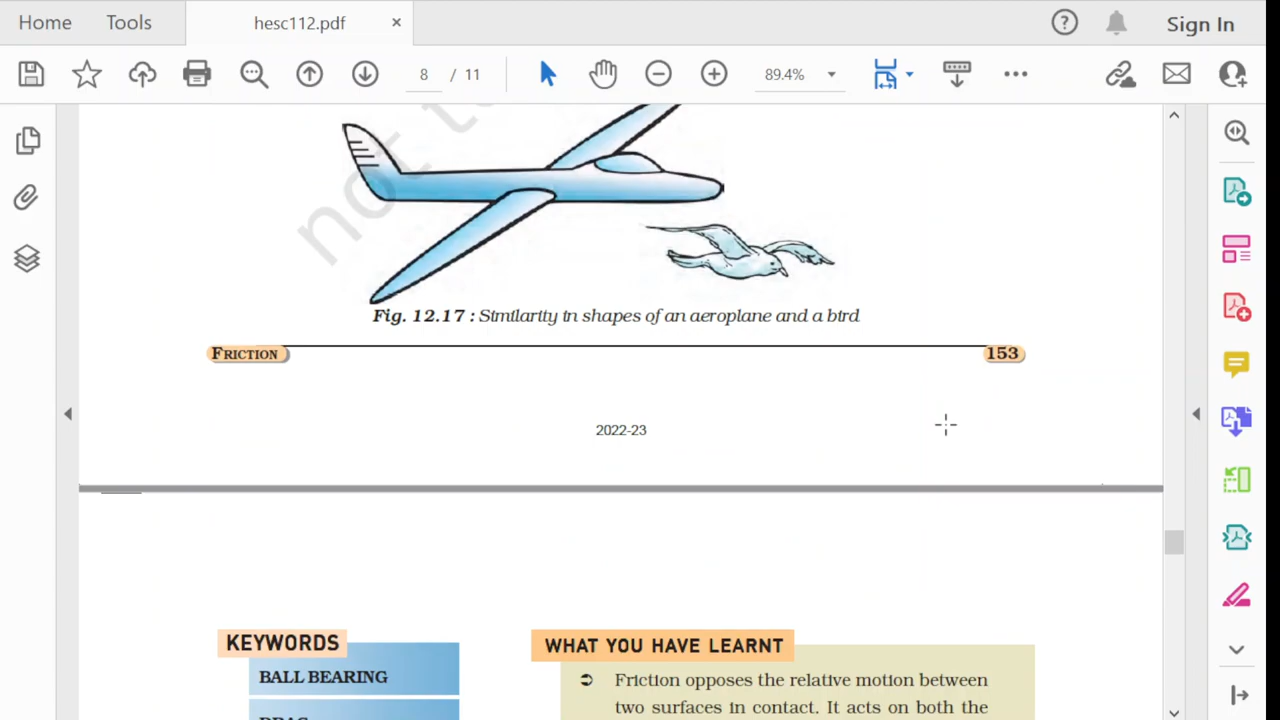 Home Tools hesc112.pdf × Sign In
8 / 11 89.4%
not t
Fig. 12.17 : Similarity in shapes of an aeroplane and a bird
FRICTION 153
2022-23
KEYWORDS
BALL BEARING
DRAG
WHAT YOU HAVE LEARNT
Friction opposes the relative motion between
two surfaces in contact. It acts on both the